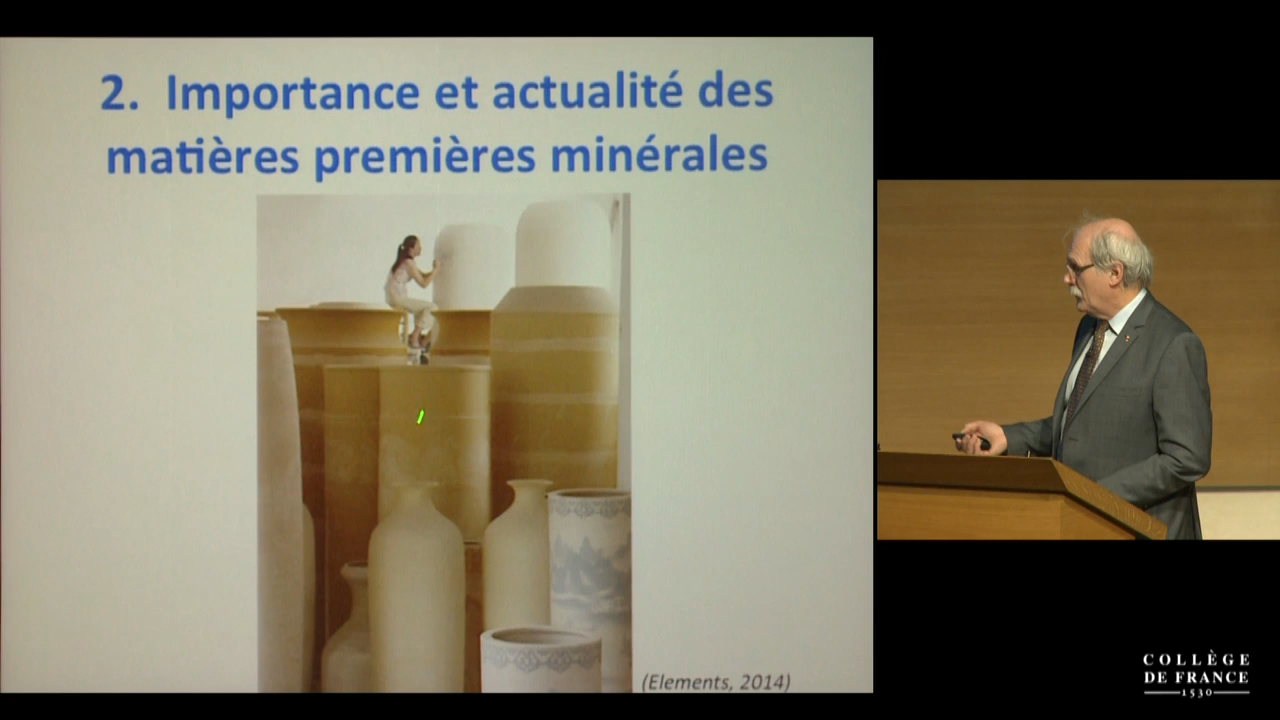 2. Importance et actualité des
matières premières minérales
(Elements, 2014)
COLLÈGE
DE FRANCE
1530